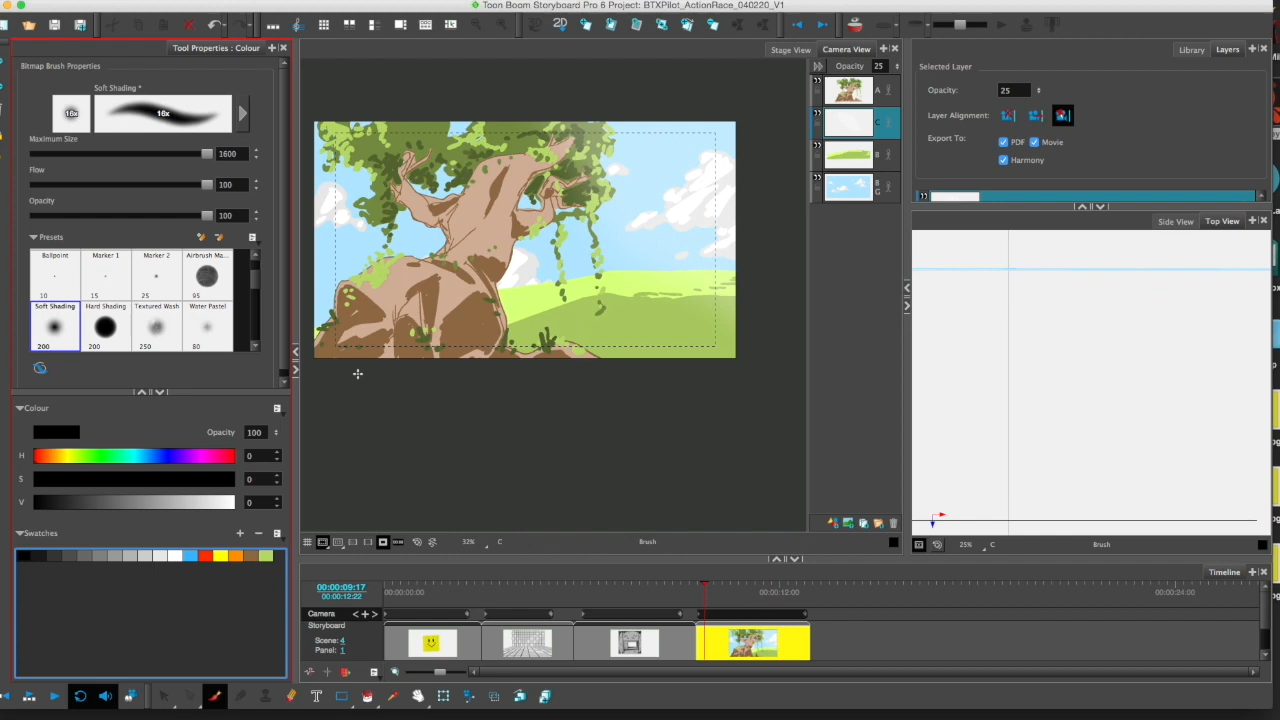 Toon Boom Storyboard Pro 6 Project: BTXPilot_ActionRace_040220_V1
Tool Properties : Colour
Bitmap Brush Properties
Soft Shading *
16x
16x
Maximum Size
1600
Flow
100
Opacity
100
Presets
Ballpoint
Marker 1
Marker 2
Airbrush Ma...
10
15
25
95
Soft Shading
Hard Shading
Textured Wash
Water Pastel
200
200
250
80
Colour
Opacity
100
H
0
S
0
V
0
Swatches
Stage View
Camera View
Opacity
25
A
C
B
B
G
32%
C
Brush
Library
Layers
Selected Layer
Opacity:
25
Layer Alignment:
Export To:
PDF
Movie
Harmony
Side View
Top View
25%
C
Brush
Timeline
00:00:09:17
00:00:12:22
00:00:00:00
00:00:12:00
00:00:24:00
Camera
Storyboard
Scene: 4
Panel: 1